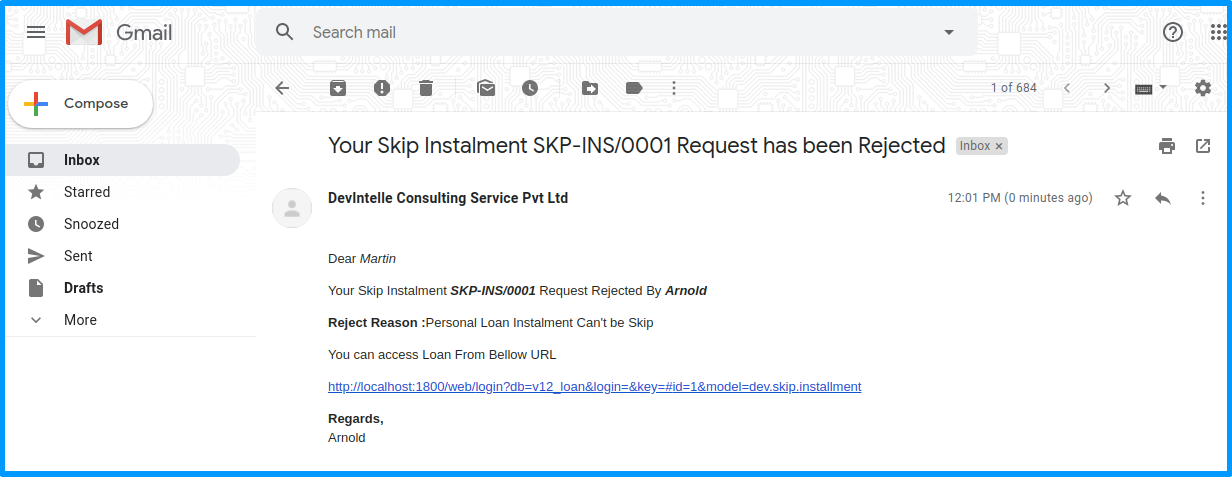 Gmail
Search mail
Compose
1 of 684
Inbox
Starred
Snoozed
Sent
Drafts
More
Your Skip Instalment SKP-INS/0001 Request has been Rejected Inbox ×
DevIntelle Consulting Service Pvt Ltd 12:01 PM (0 minutes ago)
Dear Martin
Your Skip Instalment SKP-INS/0001 Request Rejected By Arnold
Reject Reason :Personal Loan Instalment Can't be Skip
You can access Loan From Bellow URL
http://localhost:1800/web/login?db=v12_loan&login=&key=#id=1&model=dev.skip.installment
Regards,
Arnold